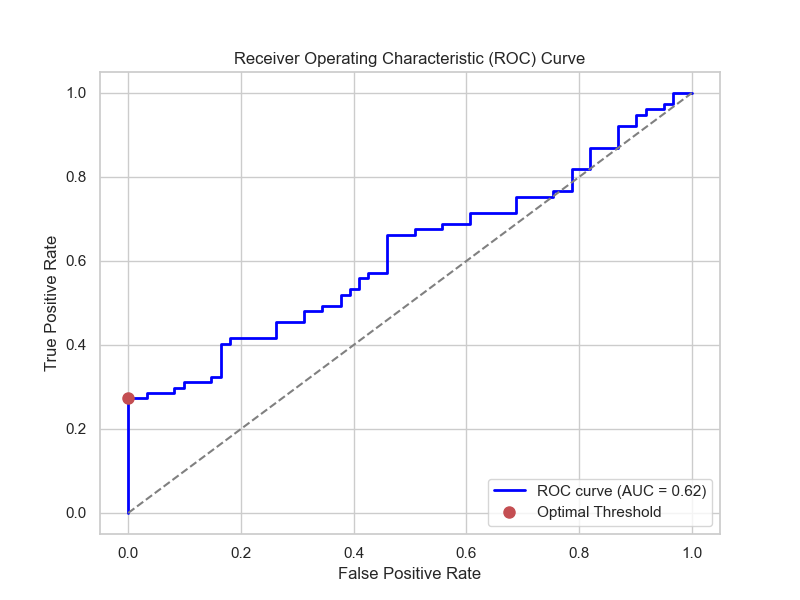 Receiver Operating Characteristic (ROC) Curve
True Positive Rate
1.0
0.8
0.6
0.4
0.2
0.0
0.0 0.2 0.4 0.6 0.8 1.0
False Positive Rate
ROC curve (AUC = 0.62)
Optimal Threshold